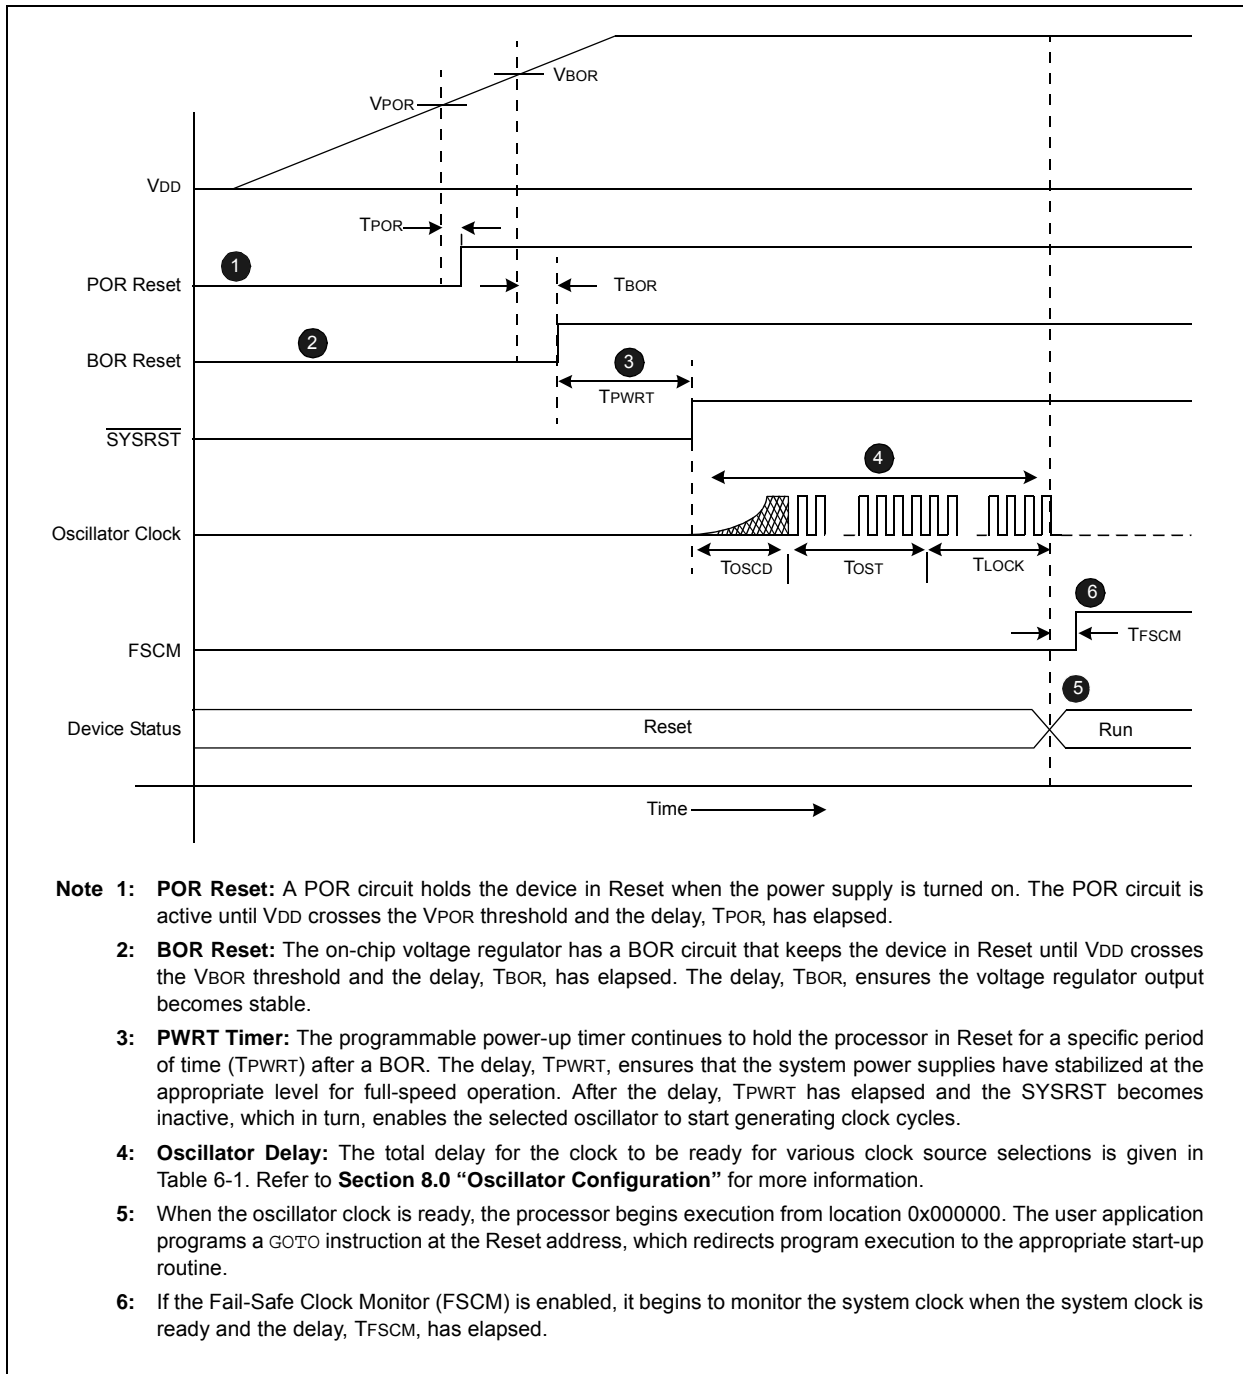 VBOR
VPOR
VDD
TPOR
1
POR Reset
TBOR
2
BOR Reset
3
TPWRT
SYSRST
4
Oscillator Clock
TOSCD
TOST
TLOCK
6
TFSCM
FSCM
5
Device Status
Reset
Run
Time
Note 1: POR Reset: A POR circuit holds the device in Reset when the power supply is turned on. The POR circuit is
active until VDD crosses the VPOR threshold and the delay, TPOR, has elapsed.
2: BOR Reset: The on-chip voltage regulator has a BOR circuit that keeps the device in Reset until VDD crosses
the VBOR threshold and the delay, TBOR, has elapsed. The delay, TBOR, ensures the voltage regulator output
becomes stable.
3: PWRT Timer: The programmable power-up timer continues to hold the processor in Reset for a specific period
of time (TPWRT) after a BOR. The delay, TPWRT, ensures that the system power supplies have stabilized at the
appropriate level for full-speed operation. After the delay, TPWRT has elapsed and the SYSRST becomes
inactive, which in turn, enables the selected oscillator to start generating clock cycles.
4: Oscillator Delay: The total delay for the clock to be ready for various clock source selections is given in
Table 6-1. Refer to Section 8.0 “Oscillator Configuration” for more information.
5: When the oscillator clock is ready, the processor begins execution from location 0x000000. The user application
programs a GOTO instruction at the Reset address, which redirects program execution to the appropriate start-up
routine.
6: If the Fail-Safe Clock Monitor (FSCM) is enabled, it begins to monitor the system clock when the system clock is
ready and the delay, TFSCM, has elapsed.